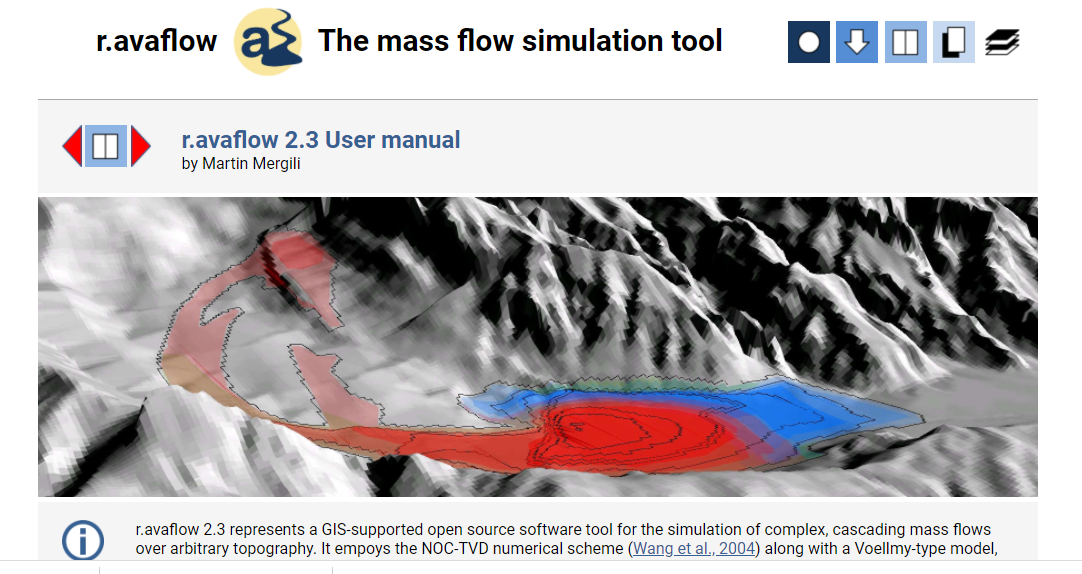 r.avaflow as The mass flow simulation tool
r.avaflow 2.3 User manual
by Martin Mergili
r.avaflow 2.3 represents a GIS-supported open source software tool for the simulation of complex, cascading mass flows
over arbitrary topography. It empoys the NOC-TVD numerical scheme (Wang et al., 2004) along with a Voellmy-type model,